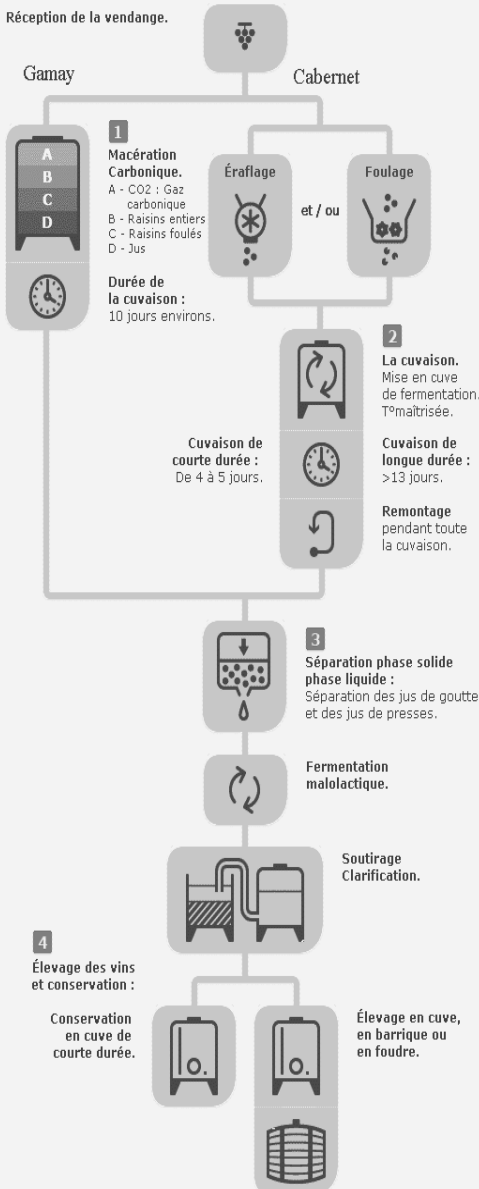 Réception de la vendange.
Gamay
Cabernet
1
Macération
Carbonique.
A - CO2 : Gaz
carbonique
B - Raisins entiers
C - Raisins foulés
D - Jus
A
B
C
D
Durée de
la cuvaison :
10 jours environs.
Éraflage
et / ou
Foulage
2
La cuvaison.
Mise en cuve
de fermentation.
T°maîtrisée.
Cuvaison de
courte durée :
De 4 à 5 jours.
Cuvaison de
longue durée :
>13 jours.
Remontage
pendant toute
la cuvaison.
3
Séparation phase solide
phase liquide :
Séparation des jus de goutte
et des jus de presses.
Fermentation
malolactique.
Soutirage
Clarification.
4
Élevage des vins
et conservation :
Conservation
en cuve de
courte durée.
Élevage en cuve,
en barrique ou
en foudre.